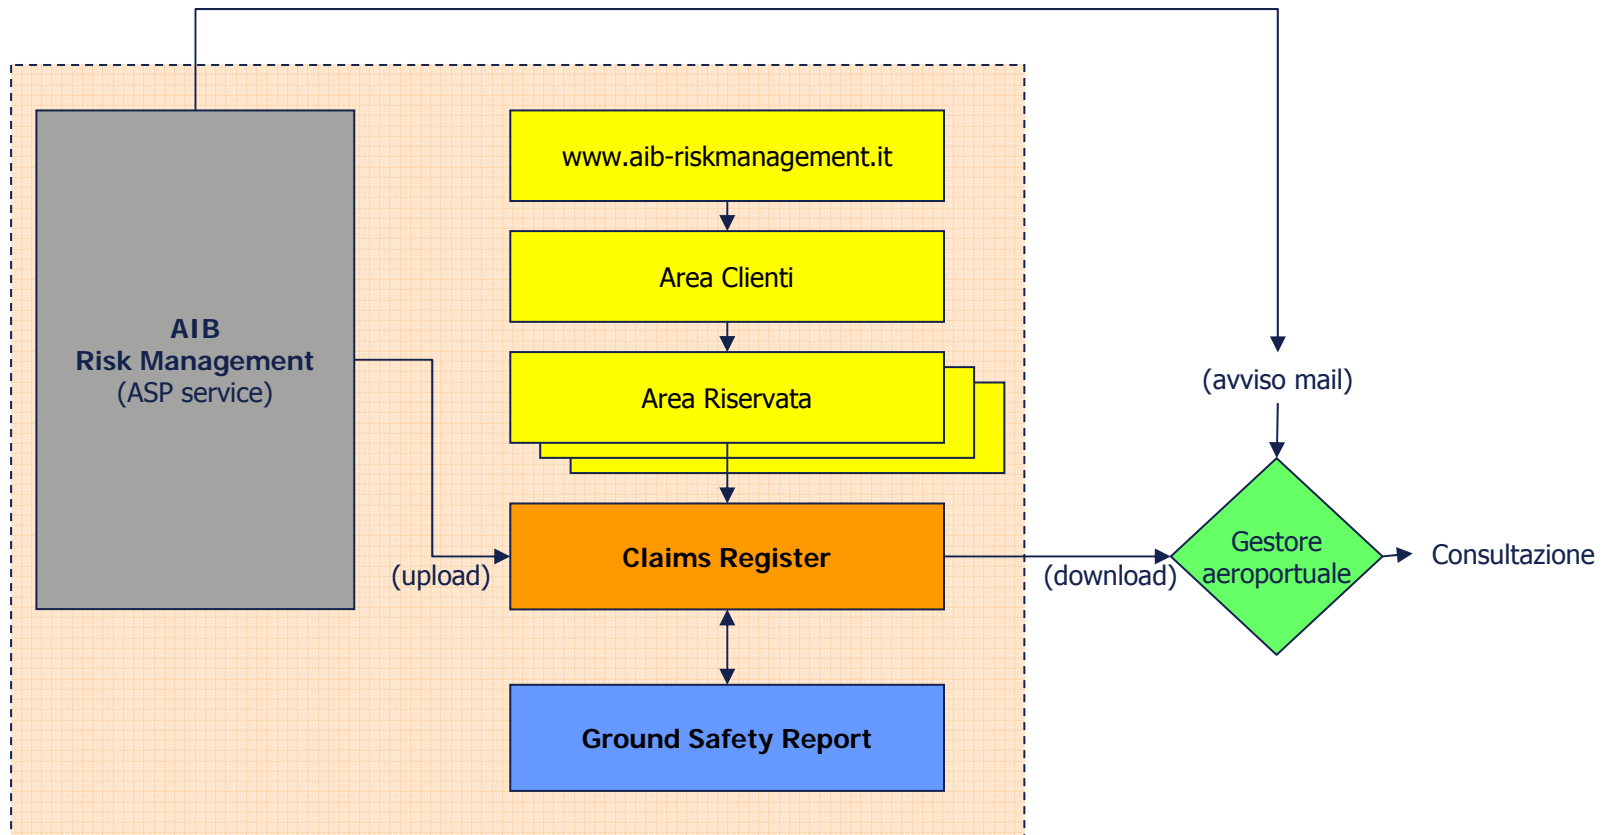 www.aib-riskmanagement.it
Area Clienti
AIB
Risk Management
(ASP service)
Area Riservata
(avviso mail)
(upload)
Claims Register
(download)
Gestore
aeroportuale
Consultazione
Ground Safety Report